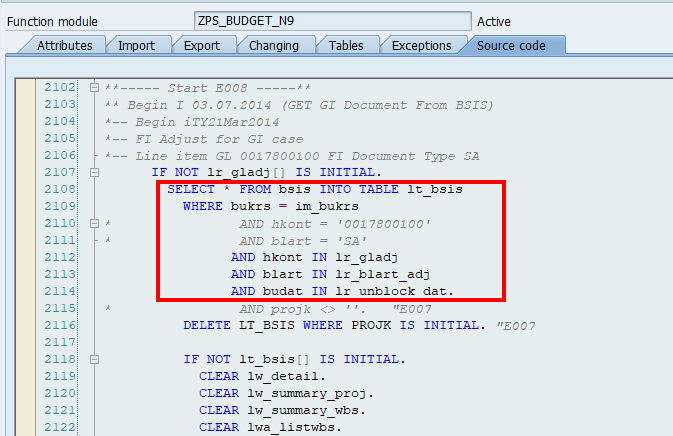 Function module ZPS_BUDGET_N9 Active
Attributes Import Export Changing Tables Exceptions Source code
2102 **----- Start E008 -----**
2103 ** Begin I 03.07.2014 (GET GI Document From BSIS)
2104 *-- Begin iTY21Mar2014
2105 *-- FI Adjust for GI case
2106 *-- Line item GL 0017800100 FI Document Type SA
2107 IF NOT lr_gladj[] IS INITIAL.
2108 SELECT * FROM bsis INTO TABLE lt_bsis
2109 WHERE bukrs = im_bukrs
2110 * AND hkont = '0017800100'
2111 * AND blart = 'SA'
2112 AND hkont IN lr_gladj
2113 AND blart IN lr_blart_adj
2114 AND budat IN lr_unblock_dat.
2115 * AND projk <> ''. "E007
2116 DELETE LT_BSIS WHERE PROJK IS INITIAL. "E007
2117
2118 IF NOT lt_bsis[] IS INITIAL.
2119 CLEAR lw_detail.
2120 CLEAR lw_summary_proj.
2121 CLEAR lw_summary_wbs.
2122 CLEAR lwa_listwbs.